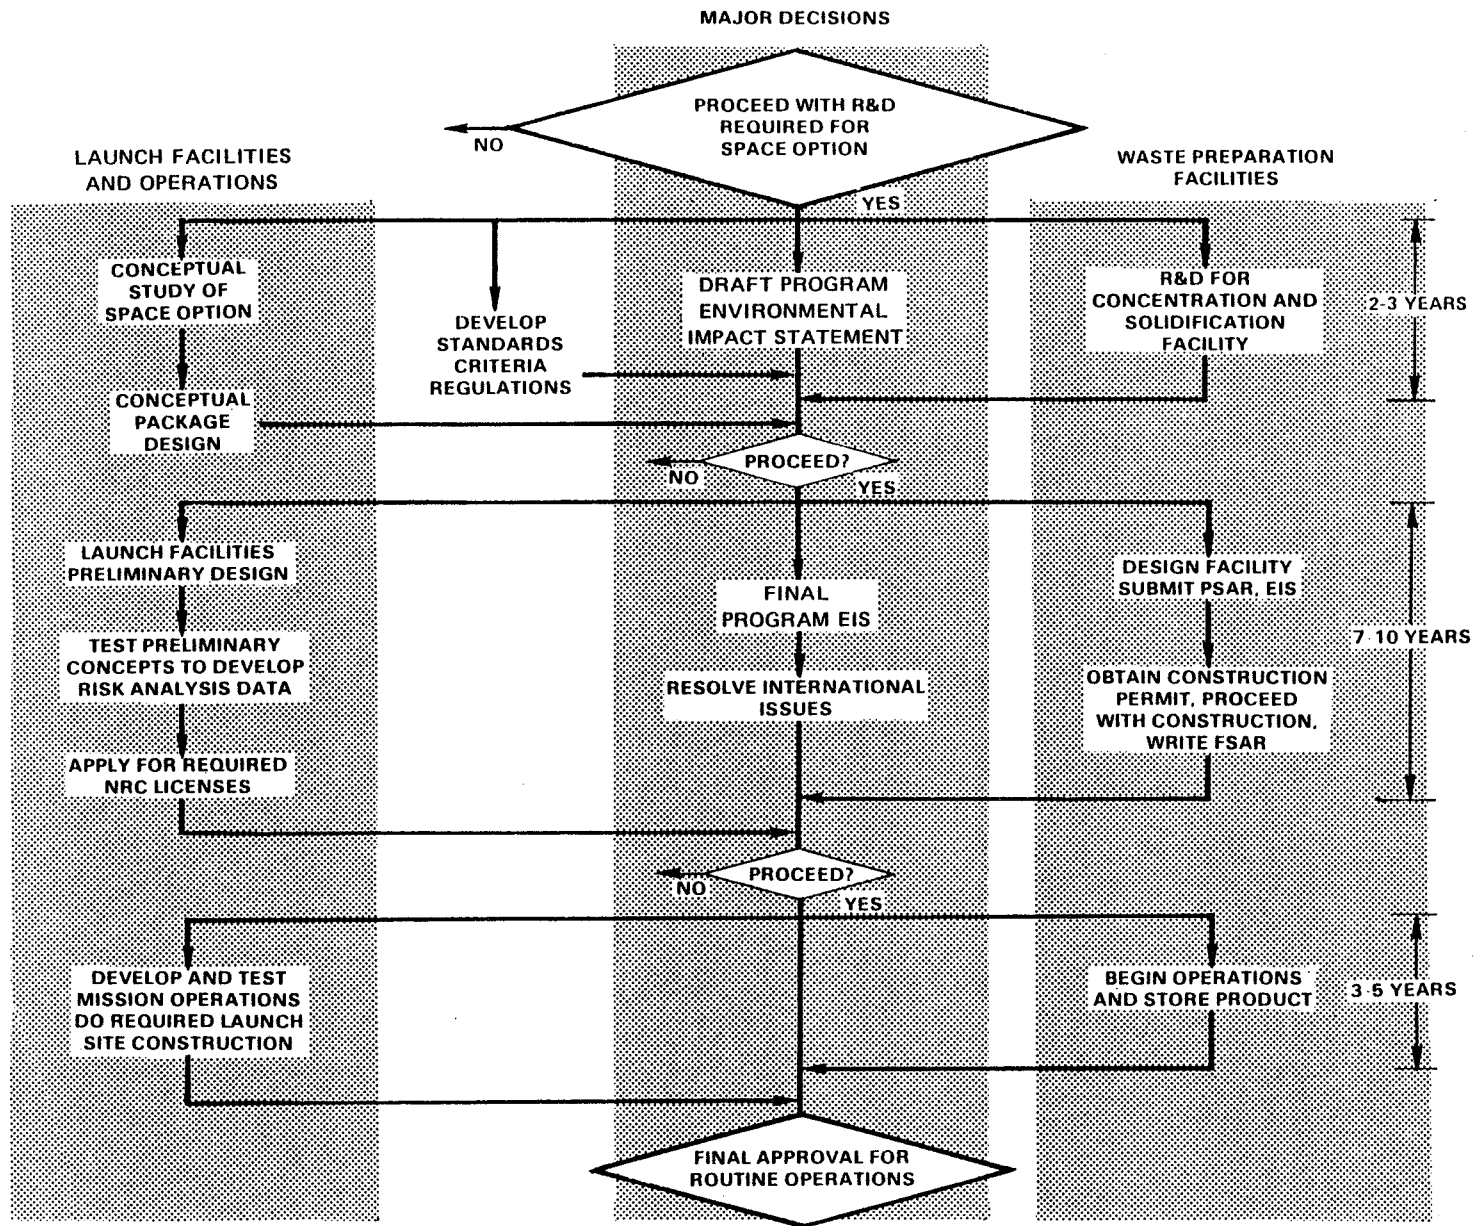 MAJOR DECISIONS
PROCEED WITH R&D
REQUIRED FOR
SPACE OPTION
NO
YES
LAUNCH FACILITIES
AND OPERATIONS
WASTE PREPARATION
FACILITIES
CONCEPTUAL
STUDY OF
SPACE OPTION
DEVELOP
STANDARDS
CRITERIA
REGULATIONS
DRAFT PROGRAM
ENVIRONMENTAL
IMPACT STATEMENT
R&D FOR
CONCENTRATION AND
SOLIDIFICATION
FACILITY
2-3 YEARS
CONCEPTUAL
PACKAGE
DESIGN
PROCEED?
NO
YES
LAUNCH FACILITIES
PRELIMINARY DESIGN
FINAL
PROGRAM EIS
DESIGN FACILITY
SUBMIT PSAR, EIS
7-10 YEARS
TEST PRELIMINARY
CONCEPTS TO DEVELOP
RISK ANALYSIS DATA
RESOLVE INTERNATIONAL
ISSUES
OBTAIN CONSTRUCTION
PERMIT, PROCEED
WITH CONSTRUCTION,
WRITE FSAR
APPLY FOR REQUIRED
NRC LICENSES
PROCEED?
NO
YES
DEVELOP AND TEST
MISSION OPERATIONS
DO REQUIRED LAUNCH
SITE CONSTRUCTION
BEGIN OPERATIONS
AND STORE PRODUCT
3-5 YEARS
FINAL APPROVAL FOR
ROUTINE OPERATIONS